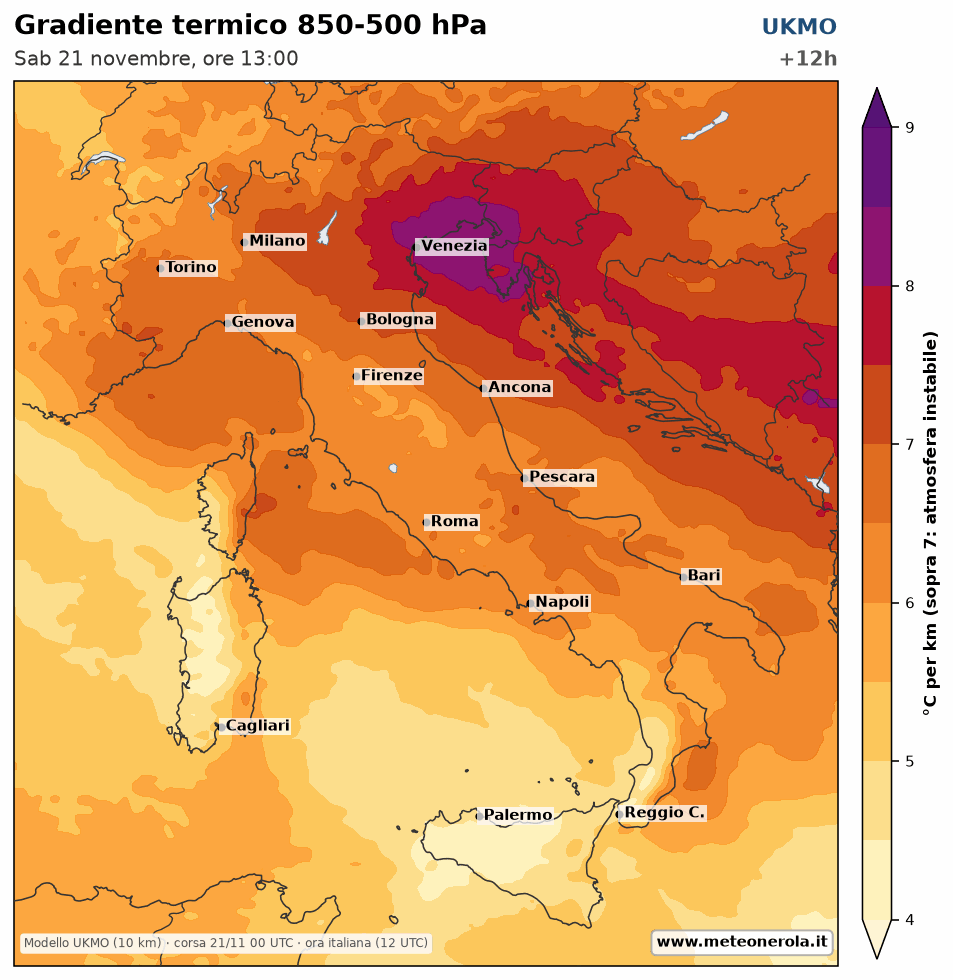 Gradiente termico 850-500 hPa
UKMO
Sab 21 novembre, ore 13:00
+12h
9
8
7
6
5
4
°C per km (sopra 7: atmosfera instabile)
Milano
Venezia
Torino
Genova
Bologna
Firenze
Ancona
Pescara
Roma
Bari
Napoli
Cagliari
Palermo
Reggio C.
Modello UKMO (10 km) · corsa 21/11 00 UTC · ora italiana (12 UTC)
www.meteonerola.it